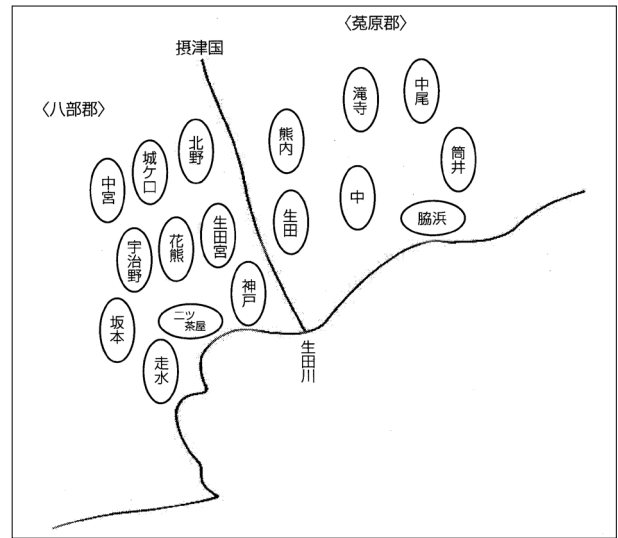 〈菟原郡〉
摂津国
〈八部郡〉
滝寺
中尾
熊内
筒井
中
生田
脇浜
北野
城ケ口
中宮
生田宮
花熊
宇治野
神戸
二ツ
茶屋
坂本
走水
生田川